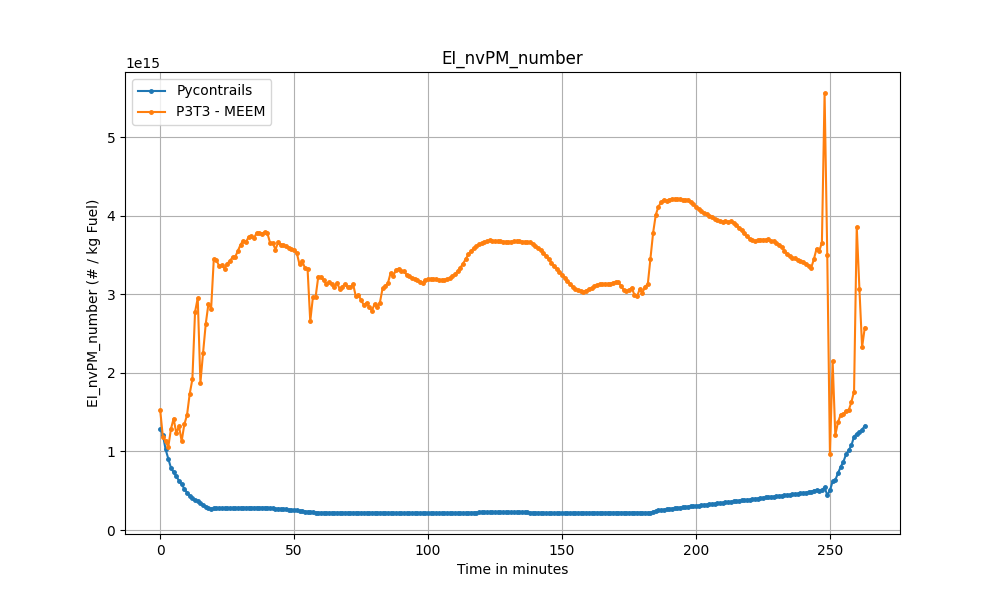 EI_nvPM_number
1e15
Pycontrails
P3T3 - MEEM
EI_nvPM_number (# / kg Fuel)
5
4
3
2
1
0
0 50 100 150 200 250
Time in minutes